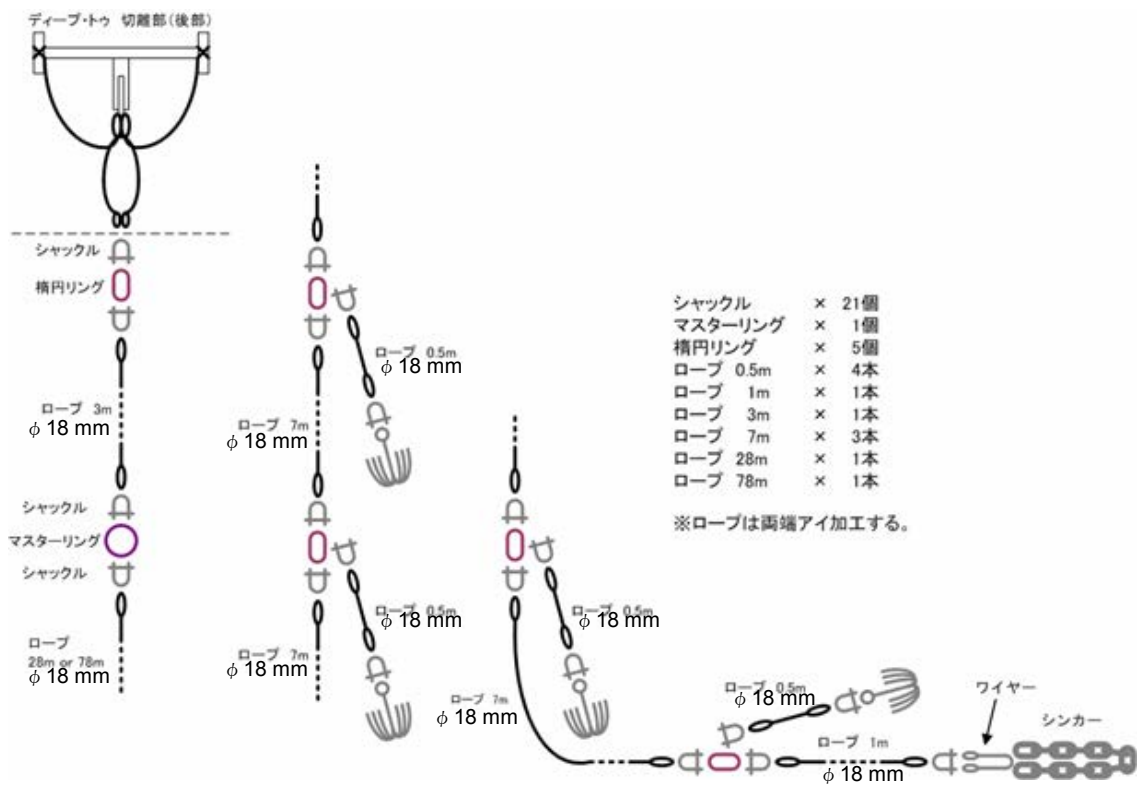 ディープ・トゥ 切離部(後部)
シャックル
楕円リング
ロープ 3m
φ 18 mm
シャックル
マスターリング
シャックル
ロープ
28m or 78m
φ 18 mm
ロープ 0.5m
φ 18 mm
ロープ 7m
φ 18 mm
ロープ 0.5m
φ 18 mm
ロープ 7m
φ 18 mm
ロープ 0.5m
φ 18 mm
ロープ 7m
φ 18 mm
ロープ 0.5m
φ 18 mm
ロープ 1m
φ 18 mm
ワイヤー
シンカー
シャックル × 21個
マスターリング × 1個
楕円リング × 5個
ロープ 0.5m × 4本
ロープ 1m × 1本
ロープ 3m × 1本
ロープ 7m × 3本
ロープ 28m × 1本
ロープ 78m × 1本
※ロープは両端アイ加工する。